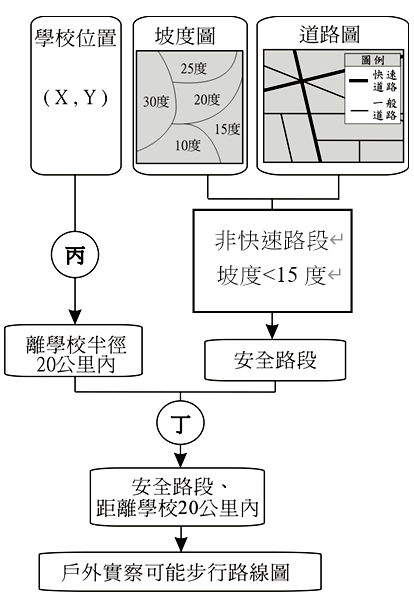 學校位置
(X,Y)
坡度圖
25度
30度
20度
15度
10度
道路圖
圖例
快速
道路
一般
道路
丙
非快速路段↵
坡度<15 度↵
離學校半徑
20公里內
安全路段
丁
安全路段、
距離學校20公里內
戶外實察可能步行路線圖